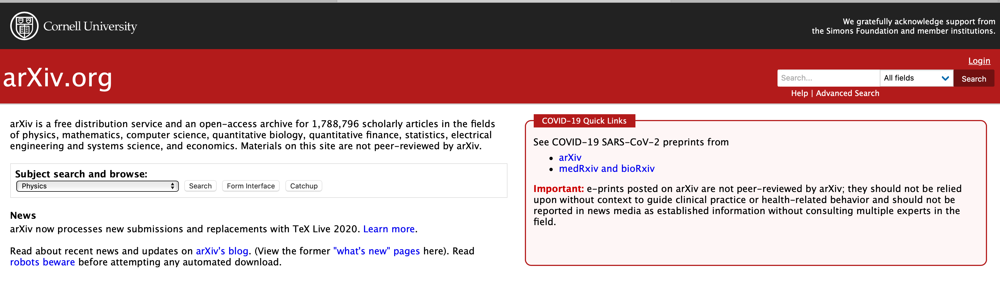 Cornell University
We gratefully acknowledge support from
the Simons Foundation and member institutions.
arXiv.org
Login
Search...
All fields
Search
Help | Advanced Search
arXiv is a free distribution service and an open-access archive for 1,788,796 scholarly articles in the fields
of physics, mathematics, computer science, quantitative biology, quantitative finance, statistics, electrical
engineering and systems science, and economics. Materials on this site are not peer-reviewed by arXiv.
Subject search and browse:
Physics
Search
Form Interface
Catchup
News
arXiv now processes new submissions and replacements with TeX Live 2020. Learn more.
Read about recent news and updates on arXiv's blog. (View the former "what's new" pages here). Read
robots beware before attempting any automated download.
COVID-19 Quick Links
See COVID-19 SARS-CoV-2 preprints from
• arXiv
• medRxiv and bioRxiv
Important: e-prints posted on arXiv are not peer-reviewed by arXiv; they should not be relied
upon without context to guide clinical practice or health-related behavior and should not be
reported in news media as established information without consulting multiple experts in the
field.